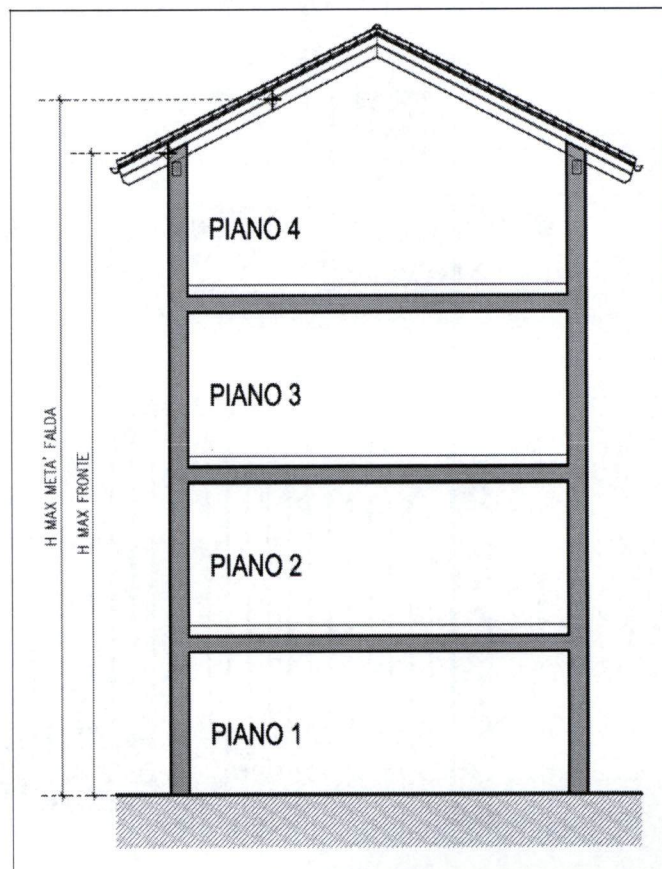 PIANO 4
PIANO 3
H MAX META' FALDA
H MAX FRONTE
PIANO 2
PIANO 1